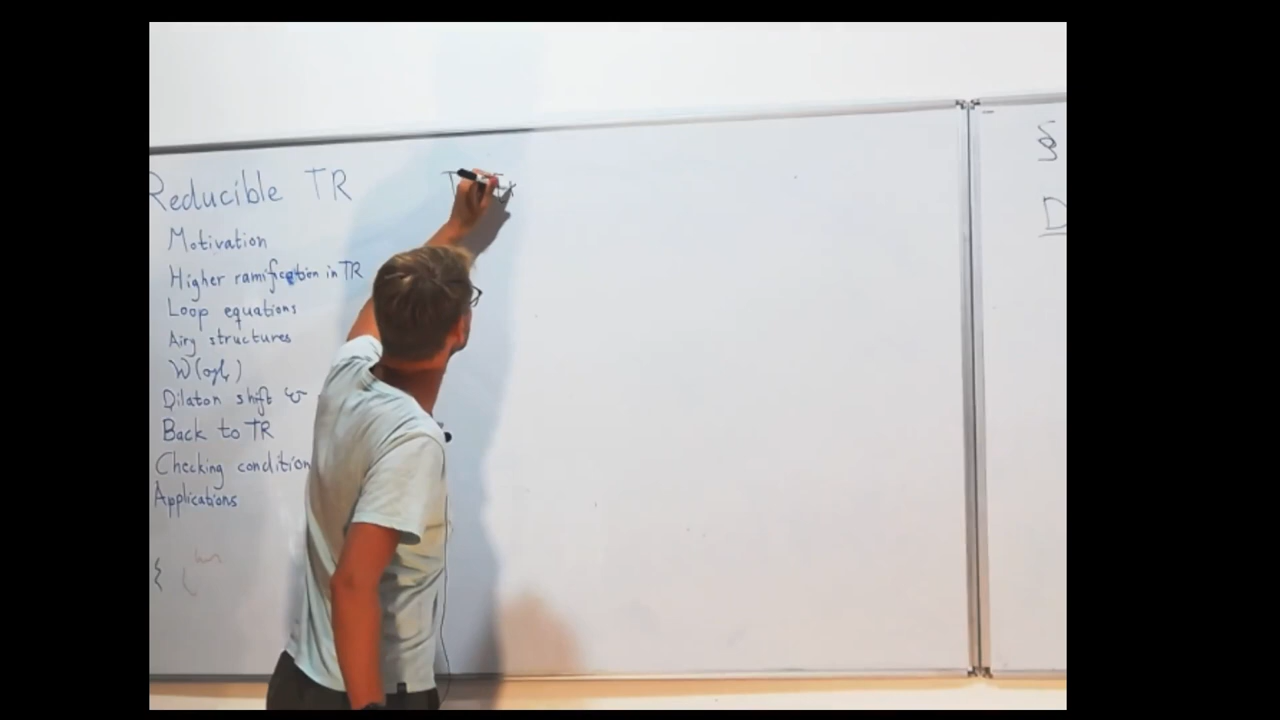 Reducible TR
Motivation
Higher ramification in TR
Loop equations
Airy structures
W(gl)
Dilaton shift
Back to TR
Checking condition
Applications
{
§
D